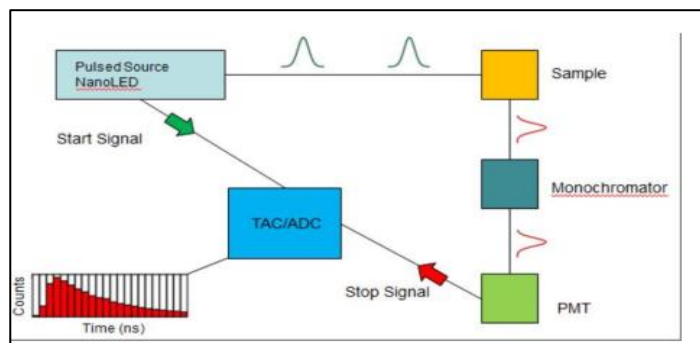 Pulsed Source
NanoLED
Sample
Start Signal
Monochromator
TAC/ADC
Stop Signal
PMT
Counts
Time (ns)